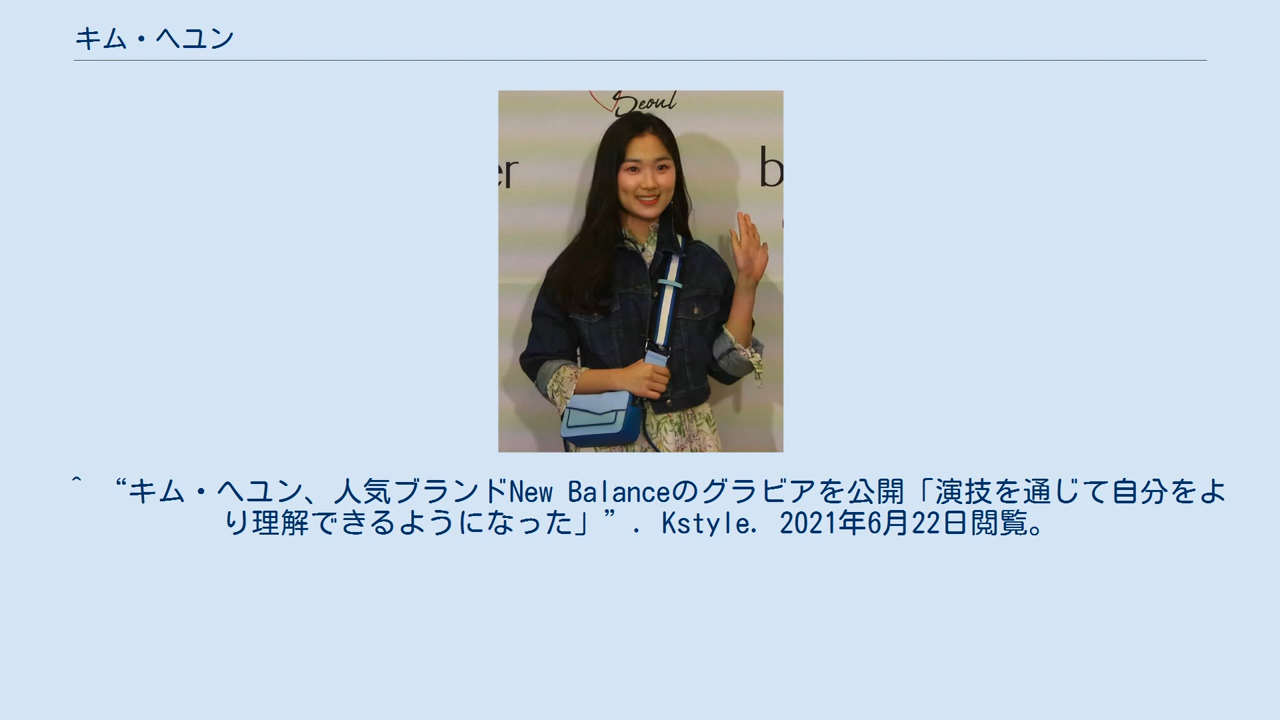 キム・ヘユン
Seoul
er
b
^ “キム・ヘユン、人気ブランドNew Balanceのグラビアを公開「演技を通じて自分をよ
り理解できるようになった」”. Kstyle. 2021年6月22日閲覧。